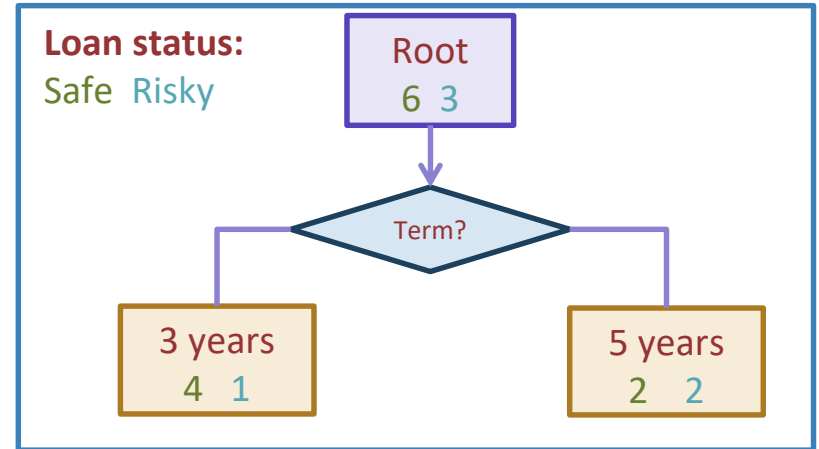 Loan status:
Safe Risky
Root
6 3
Term?
3 years
4 1
5 years
2 2